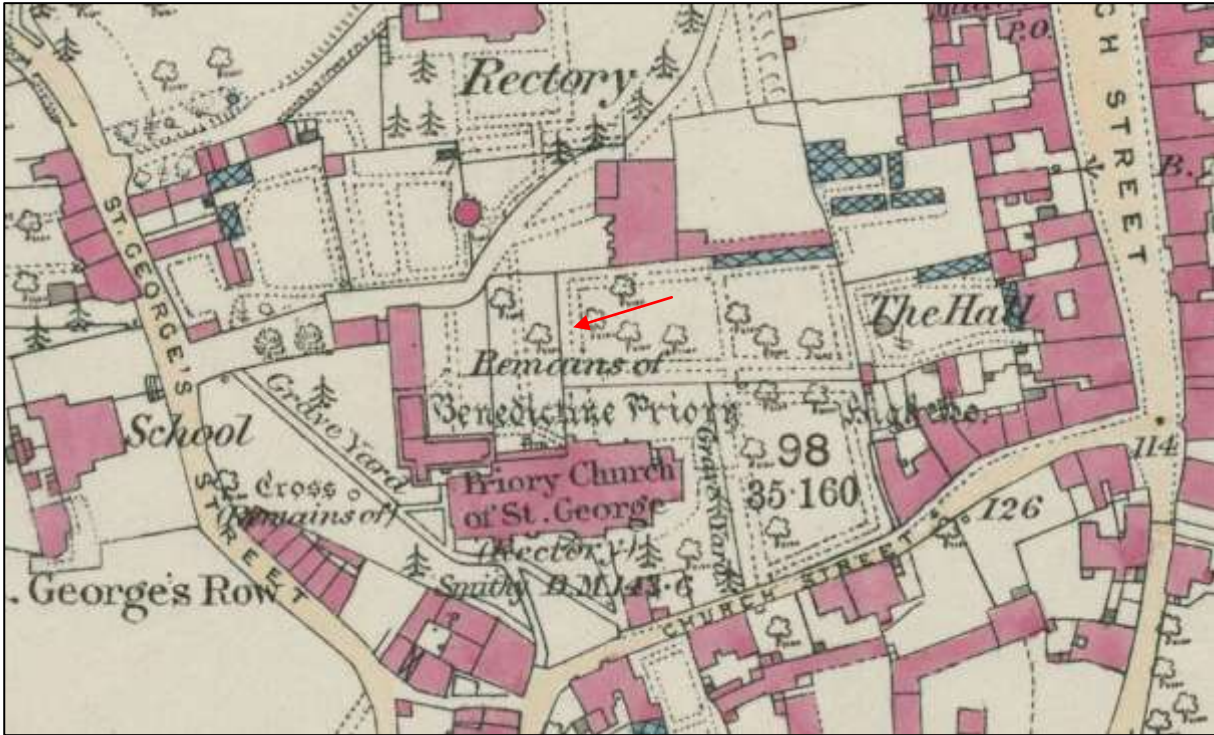 P.O.
CH STREET
Rectory
B.
ST. GEORGE'S STREET
The Hall
Remains of
Benedictine Priory
School
Grave Yard
Cross
(Remains of)
Priory Church
of St. George
(Rectory)
Grave Yard
98
35·160
114
126
. George's Row
Smithy
B.M.143·6
CHURCH STREET